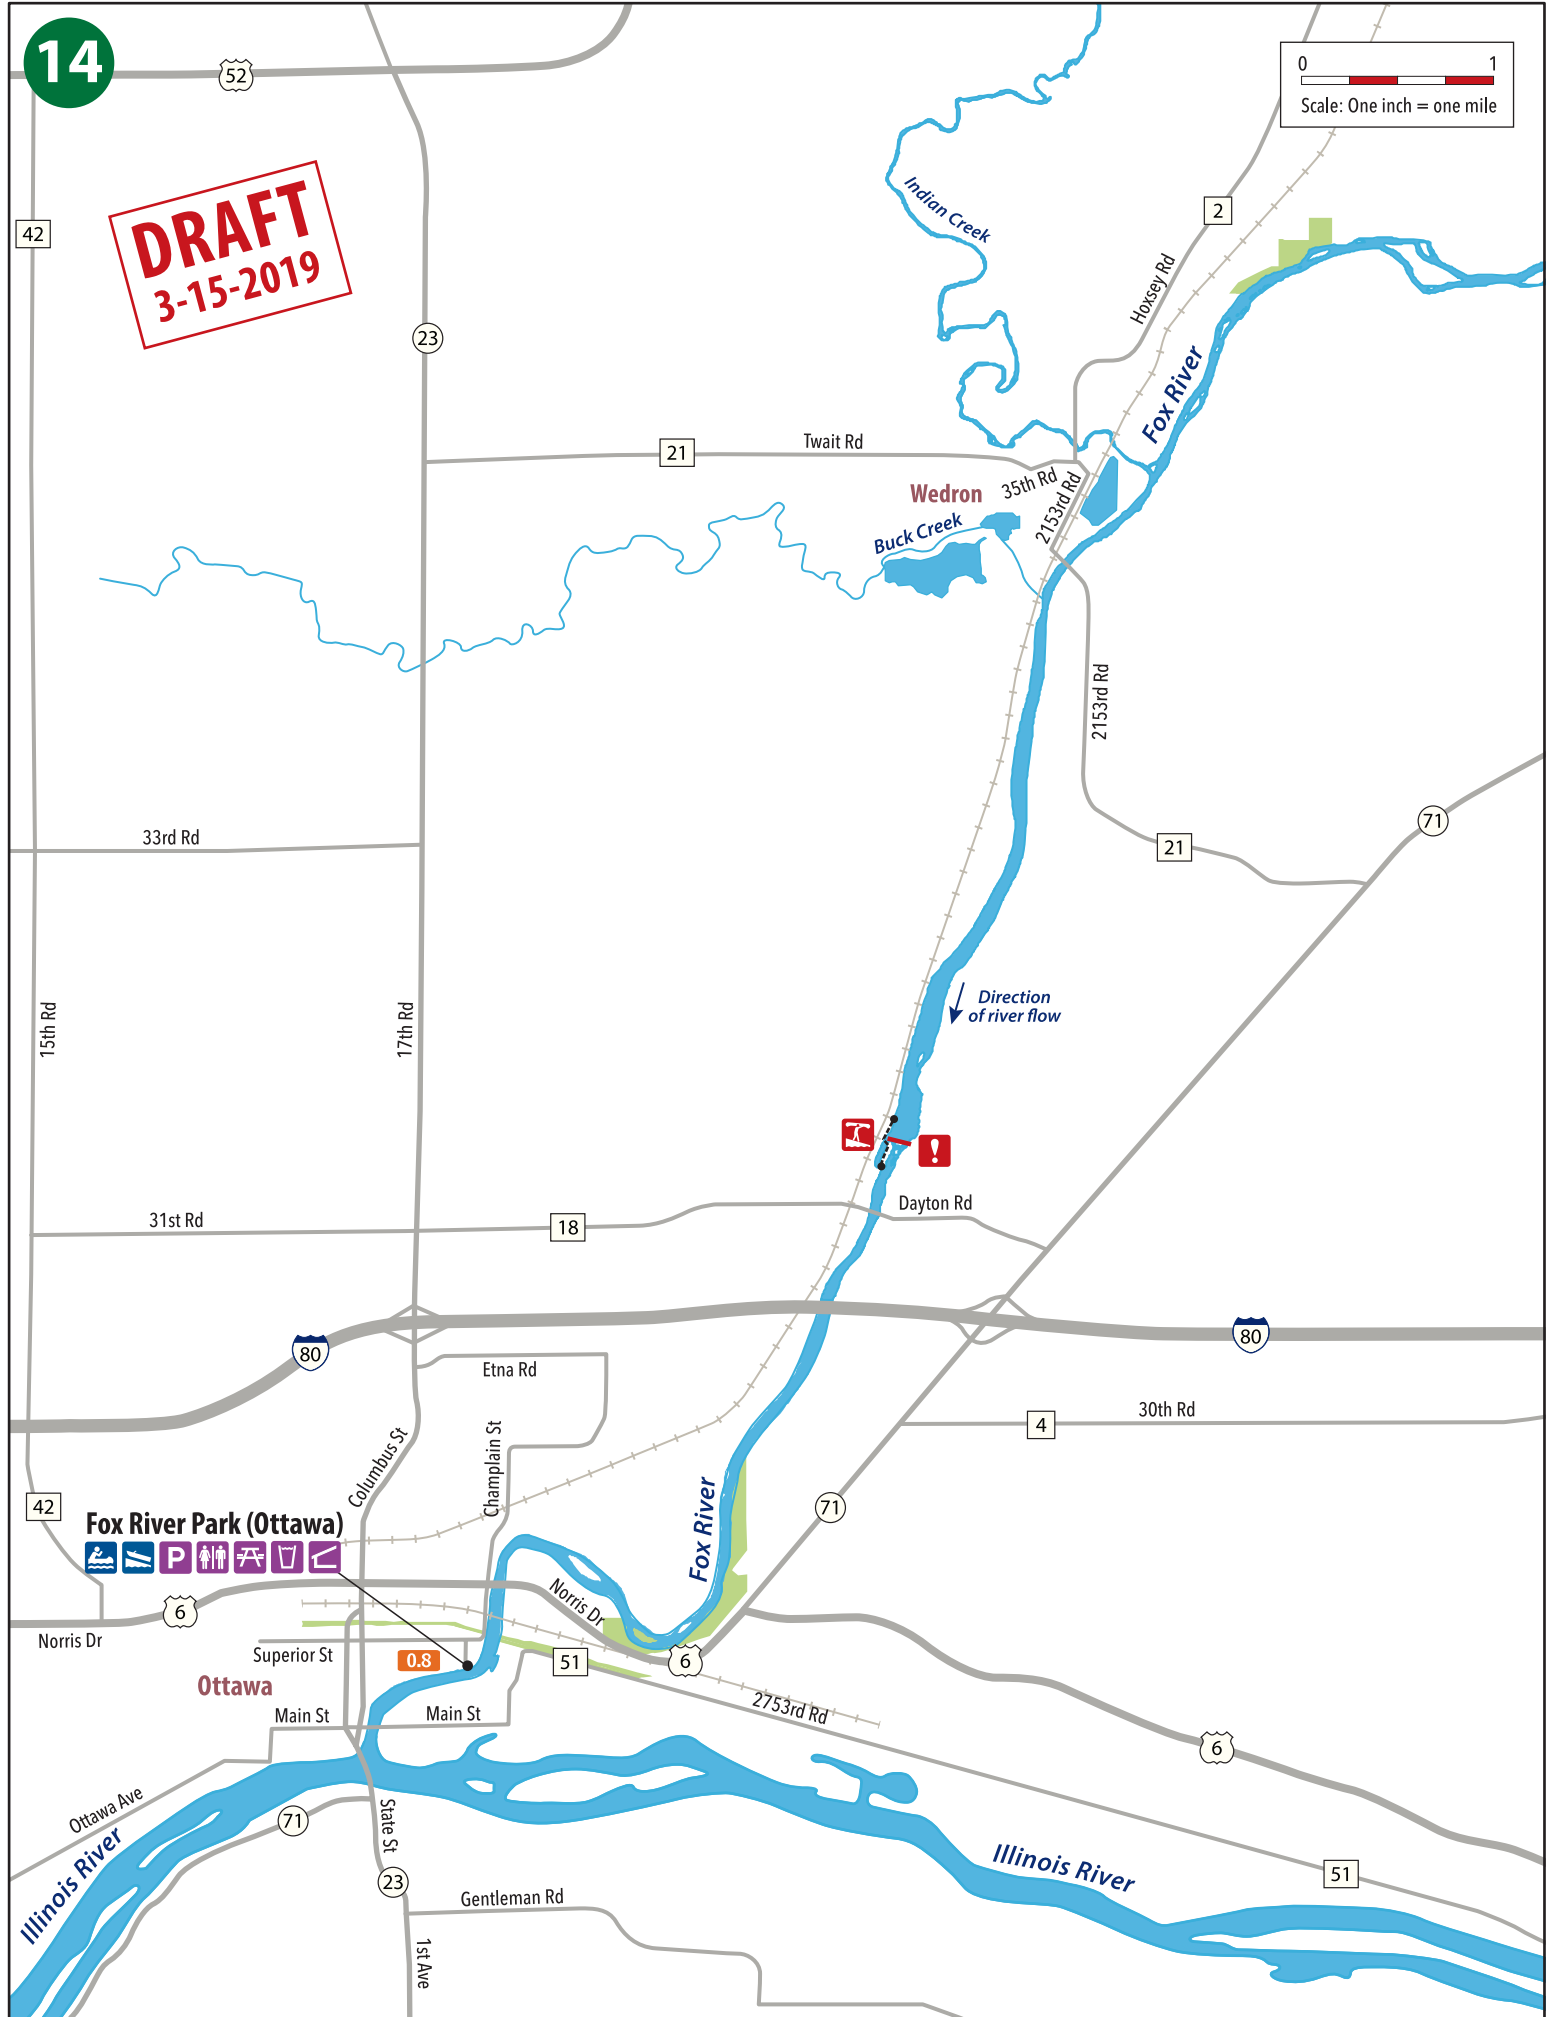 14
52
0 1
Scale: One inch = one mile
DRAFT
3-15-2019
42
2
Indian Creek
Hoxsey Rd
23
Fox River
Twait Rd
21
35th Rd
Wedron
2153rd Rd
Buck Creek
2153rd Rd
71
33rd Rd
21
15th Rd
17th Rd
Direction
of river flow
!
31st Rd
18
Dayton Rd
80
80
Etna Rd
30th Rd
4
Columbus St
Champlain St
42
Fox River
71
Fox River Park (Ottawa)
P
6
Norris Dr
Norris Dr
Superior St
0.8
51
6
Ottawa
Main St
Main St
2753rd Rd
6
Ottawa Ave
71
State St
Illinois River
Illinois River
51
23
Gentleman Rd
1st Ave